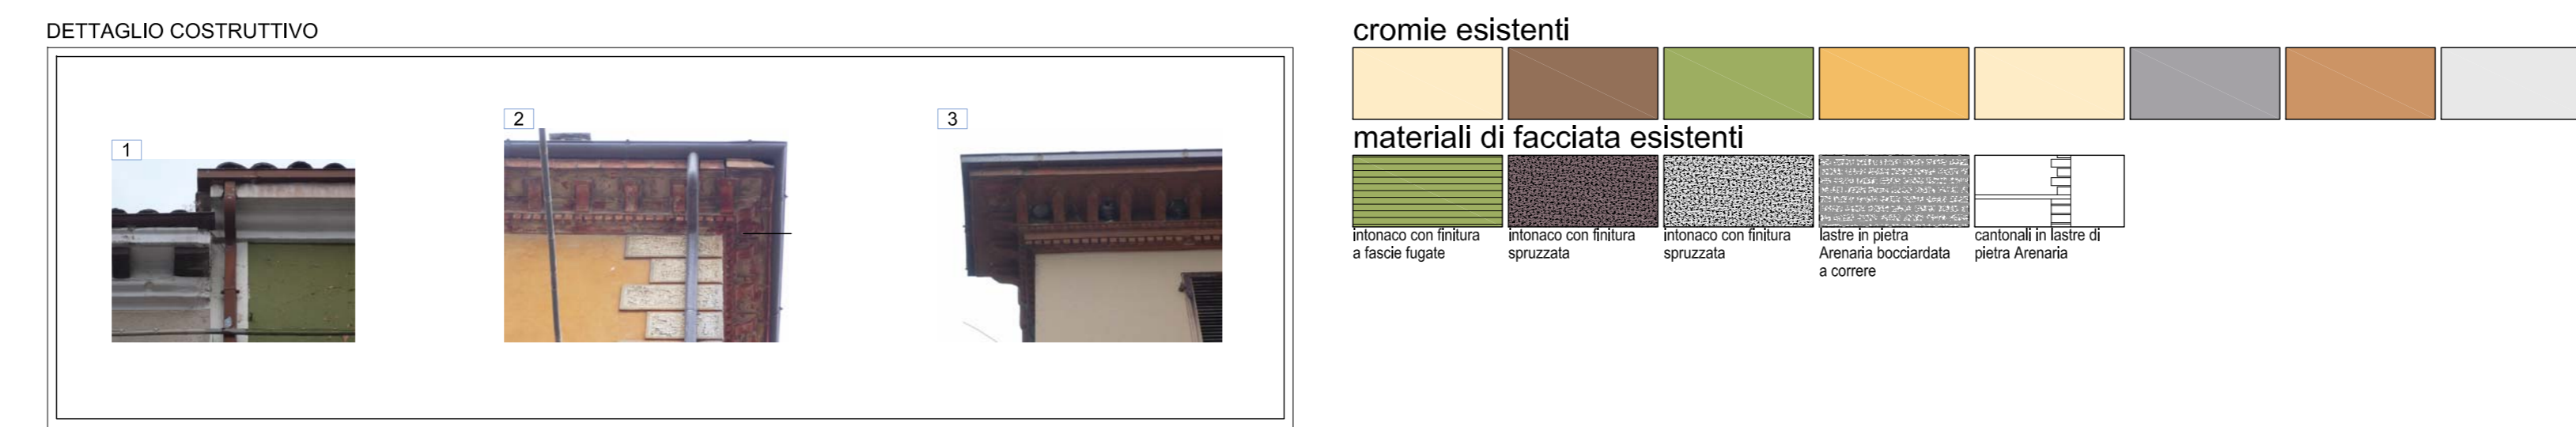 DETTAGLIO COSTRUTTIVO
1
2
3
cromie esistenti
materiali di facciata esistenti
intonaco con finitura
a fascie fugate
intonaco con finitura
spruzzata
intonaco con finitura
spruzzata
lastre in pietra
Arenaria bocciardata
a correre
cantonali in lastre di
pietra Arenaria